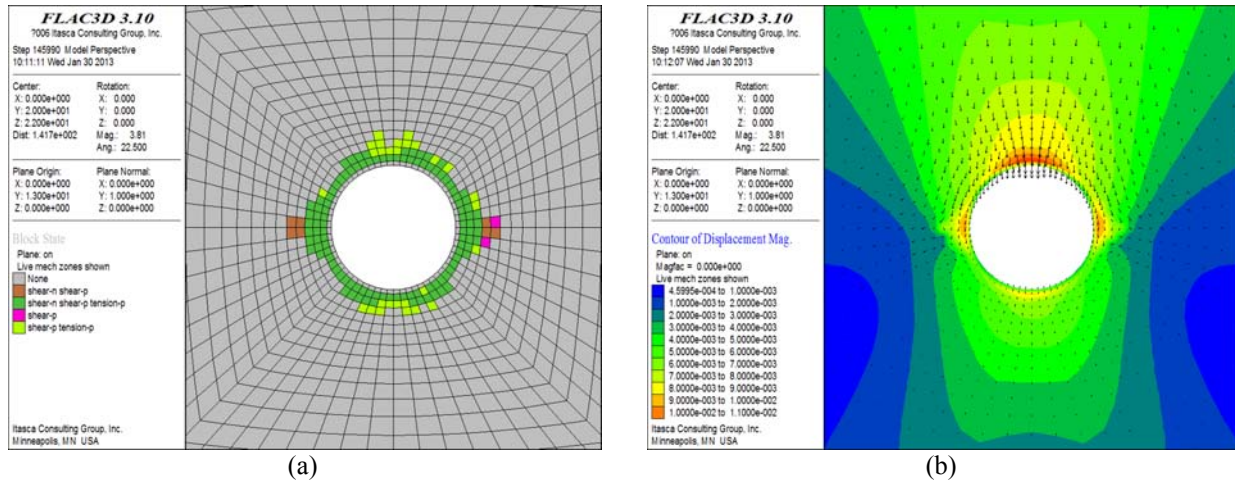 FLAC3D 3.10
?006 Itasca Consulting Group, Inc.
Step 145990 Model Perspective
10:11:11 Wed Jan 30 2013
Center: Rotation:
X: 0.000e+000 X: 0.000
Y: 2.000e+001 Y: 0.000
Z: 2.200e+001 Z: 0.000
Dist: 1.417e+002 Mag.: 3.81
Ang.: 22.500
Plane Origin: Plane Normal:
X: 0.000e+000 X: 0.000e+000
Y: 1.300e+001 Y: 1.000e+000
Z: 0.000e+000 Z: 0.000e+000
Block State
Plane: on
Live mech zones shown
None
shear-n shear-p
shear-n shear-p tension-p
shear-p
shear-p tension-p
Itasca Consulting Group, Inc.
Minneapolis, MN USA
(a)
FLAC3D 3.10
?006 Itasca Consulting Group, Inc.
Step 145990 Model Perspective
10:12:07 Wed Jan 30 2013
Center: Rotation:
X: 0.000e+000 X: 0.000
Y: 2.000e+001 Y: 0.000
Z: 2.200e+001 Z: 0.000
Dist: 1.417e+002 Mag.: 3.81
Ang.: 22.500
Plane Origin: Plane Normal:
X: 0.000e+000 X: 0.000e+000
Y: 1.300e+001 Y: 1.000e+000
Z: 0.000e+000 Z: 0.000e+000
Contour of Displacement Mag.
Plane: on
Magfac = 0.000e+000
Live mech zones shown
4.5995e-004 to 1.0000e-003
1.0000e-003 to 2.0000e-003
2.0000e-003 to 3.0000e-003
3.0000e-003 to 4.0000e-003
4.0000e-003 to 5.0000e-003
5.0000e-003 to 6.0000e-003
6.0000e-003 to 7.0000e-003
7.0000e-003 to 8.0000e-003
8.0000e-003 to 9.0000e-003
9.0000e-003 to 1.0000e-002
1.0000e-002 to 1.1000e-002
Itasca Consulting Group, Inc.
Minneapolis, MN USA
(b)